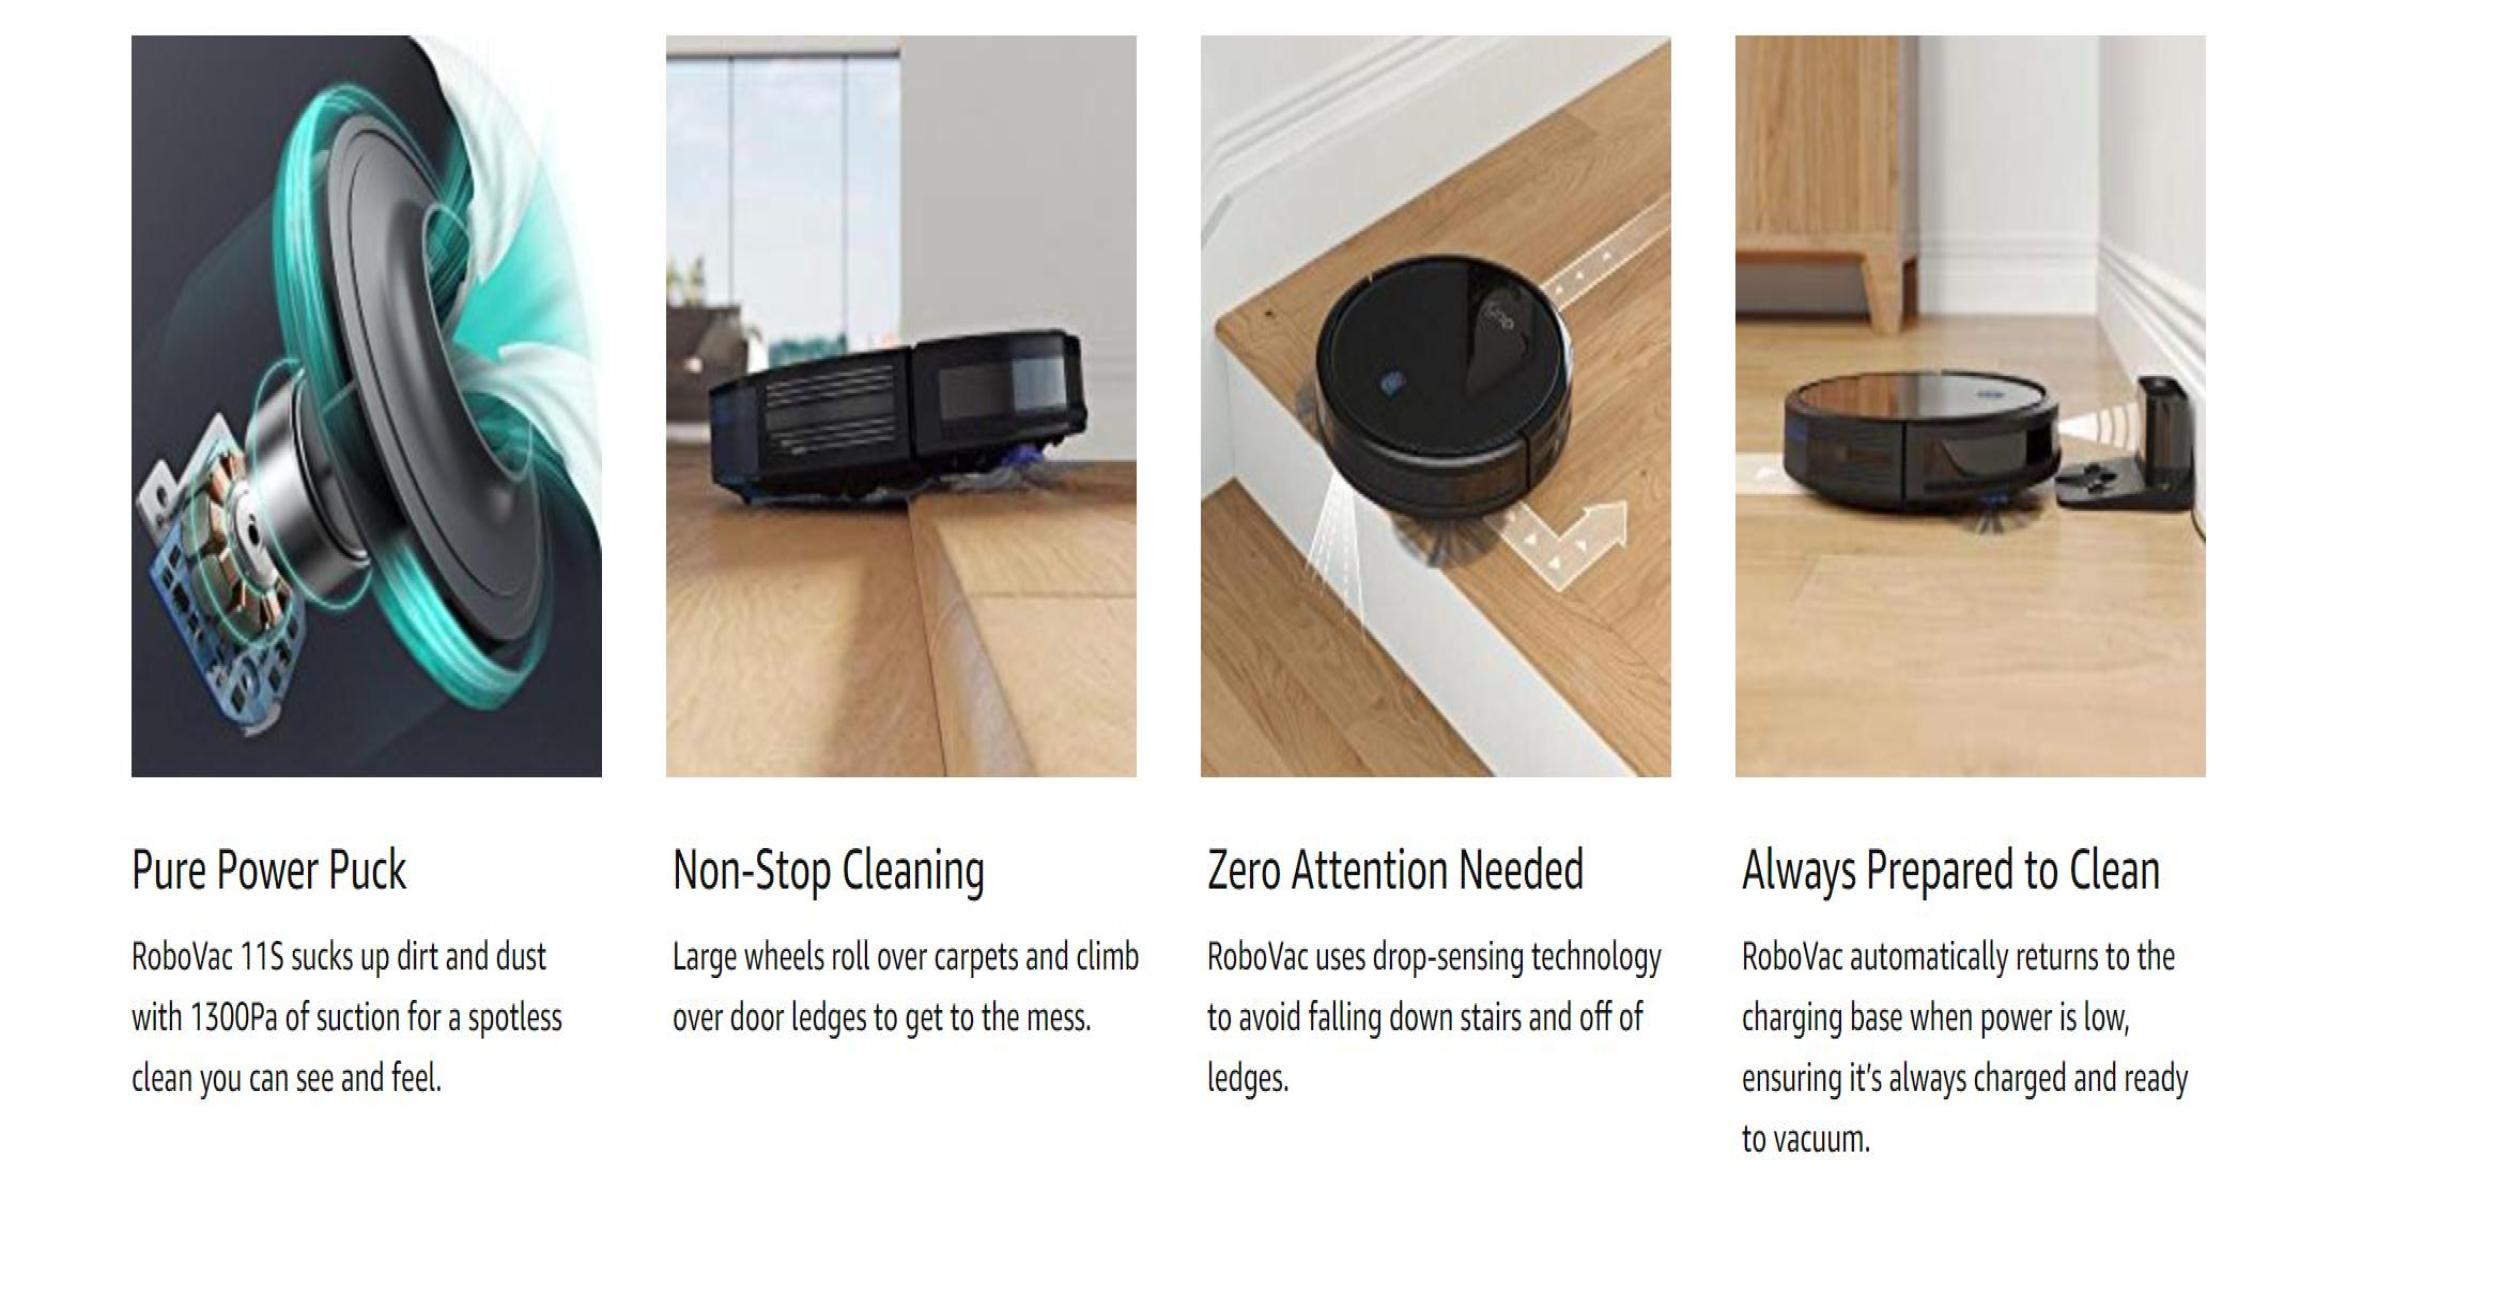 Pure Power Puck
RoboVac 11S sucks up dirt and dust
with 1300Pa of suction for a spotless
clean you can see and feel.
Non-Stop Cleaning
Large wheels roll over carpets and climb
over door ledges to get to the mess.
Zero Attention Needed
RoboVac uses drop-sensing technology
to avoid falling down stairs and off of
ledges.
Always Prepared to Clean
RoboVac automatically returns to the
charging base when power is low,
ensuring it’s always charged and ready
to vacuum.